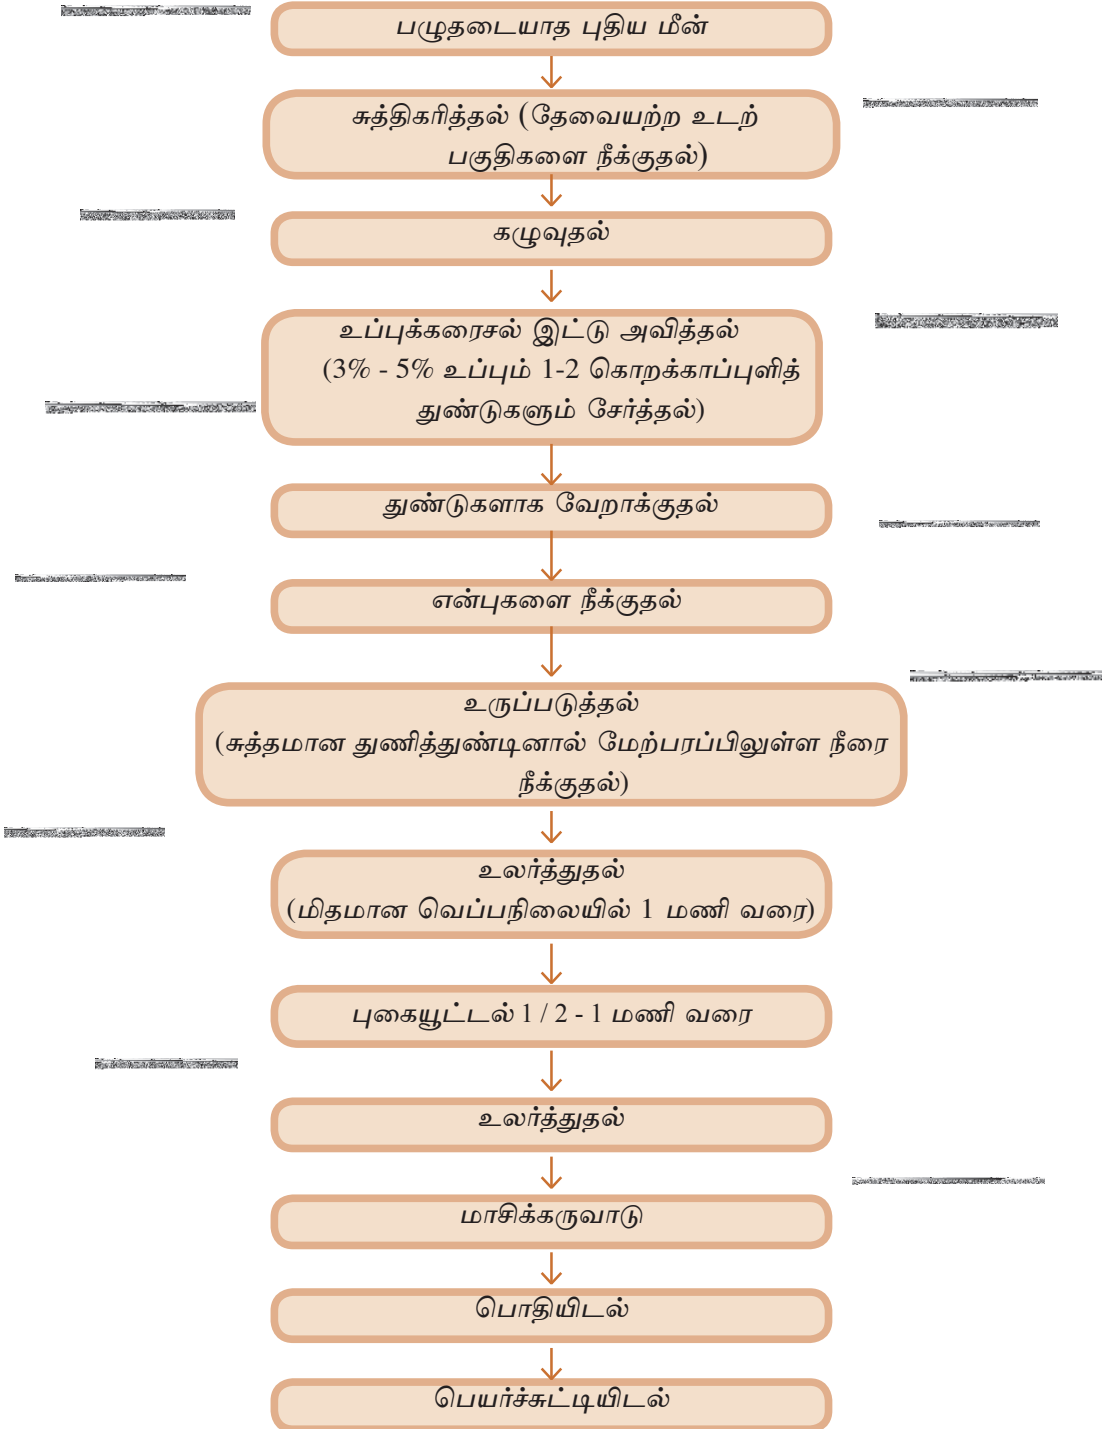 பழுதடையாத புதிய மீன்
சுத்திகரித்தல் (தேவையற்ற உடற்
பகுதிகளை நீக்குதல்)
கழுவுதல்
உப்புக்கரைசல் இட்டு அவித்தல்
(3% - 5% உப்பும் 1-2 கொறக்காப்புளித்
துண்டுகளும் சேர்த்தல்)
துண்டுகளாக வேறாக்குதல்
என்புகளை நீக்குதல்
உருப்படுத்தல்
(சுத்தமான துணித்துண்டினால் மேற்பரப்பிலுள்ள நீரை
நீக்குதல்)
உலர்த்துதல்
(மிதமான வெப்பநிலையில் 1 மணி வரை)
புகையூட்டல் 1 / 2 - 1 மணி வரை
உலர்த்துதல்
மாசிக்கருவாடு
பொதியிடல்
பெயர்ச்சுட்டியிடல்